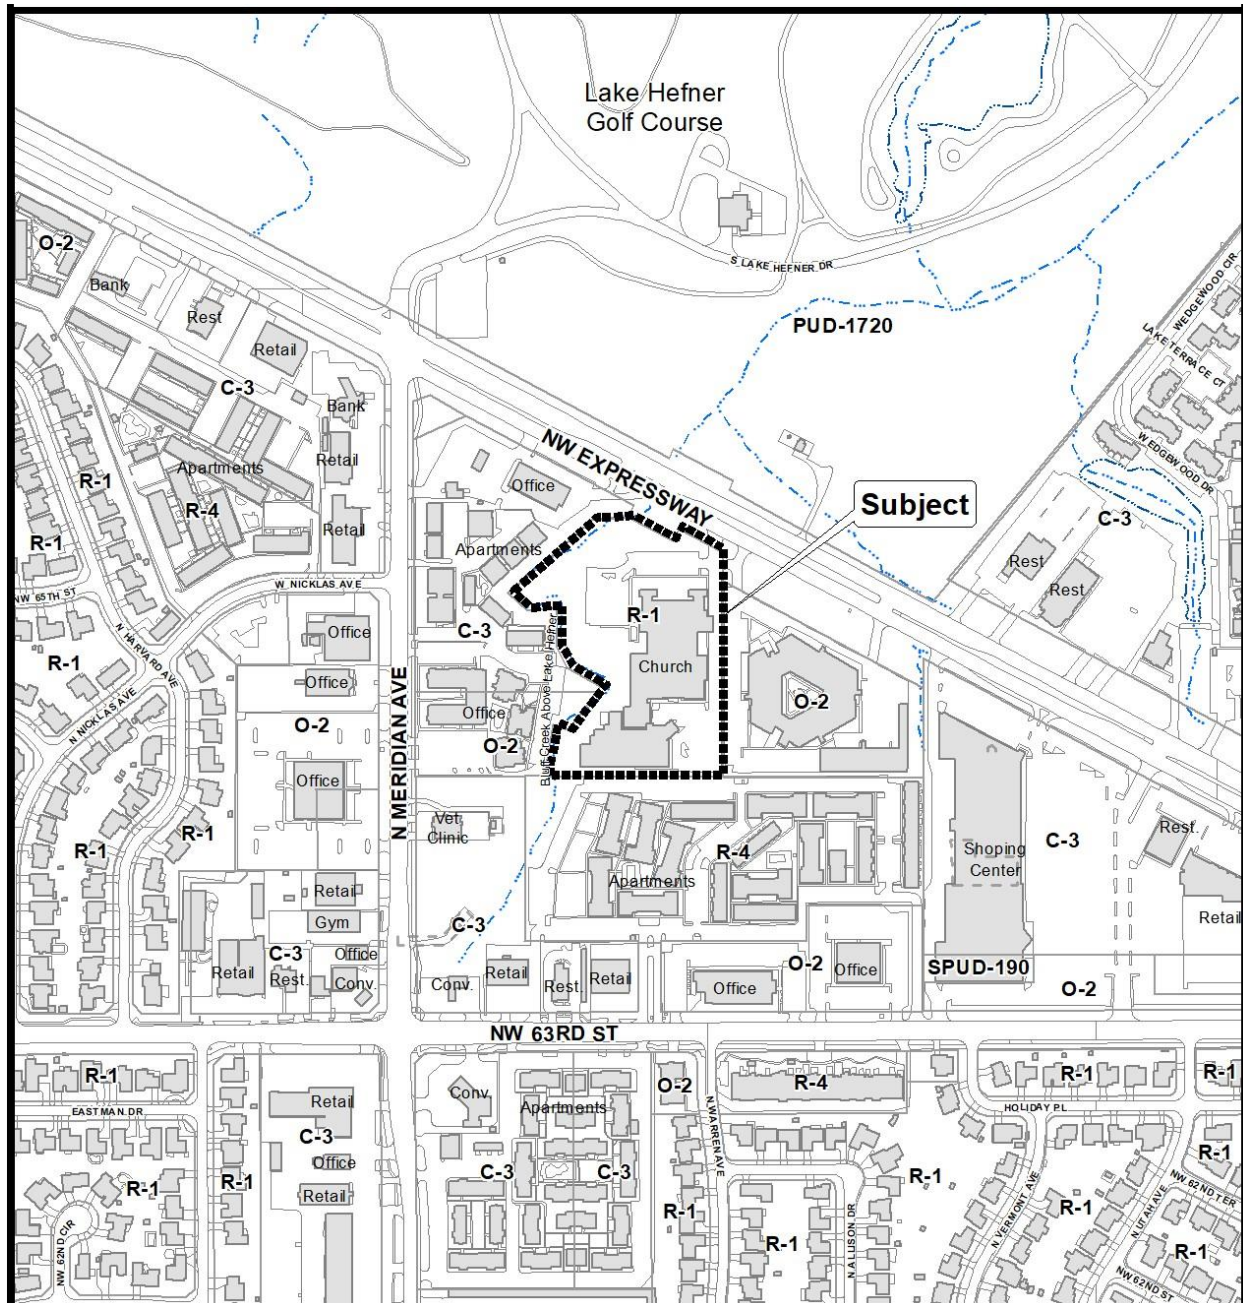 Lake Hefner
Golf Course
O-2
Bank
S LAKE HEFNER DR
WEDGEWOOD CIR
Rest
PUD-1720
LAKE TERRACE CT
Retail
C-3
Bank
NW EXPRESSWAY
WEDGEWOOD DR
Retail
Apartments
R-1
Office
Subject
R-4
C-3
Retail
R-1
Apartments
Rest
W NICKLAS AVE
Rest
NW 65TH ST
R-1
Office
C-3
N HARVARD AVE
Bluff Creek Above Lake Hefner
R-1
Church
Office
N MERIDIAN AVE
O-2
N NICKLAS AVE
Office
O-2
O-2
Office
Vet
Clinic
R-1
Rest.
R-1
R-4
C-3
Shoping
Center
Apartments
Retail
Gym
C-3
Retail
C-3
Office
Retail
Rest.
Conv.
Conv.
Retail
Rest.
Retail
Office
O-2
Office
SPUD-190
O-2
NW 63RD ST
R-1
O-2
R-4
R-1
R-1
Conv.
Retail
Apartments
EASTMAN DR
HOLIDAY PL
C-3
N WARREN AVE
Office
R-1
R-1
R-1
C-3
C-3
R-1
NW 62ND TER
Retail
R-1
R-1
N VERMONT AVE
N UTAH AVE
NW 62ND CIR
R-1
N ALLISON DR
R-1
NW 62ND ST